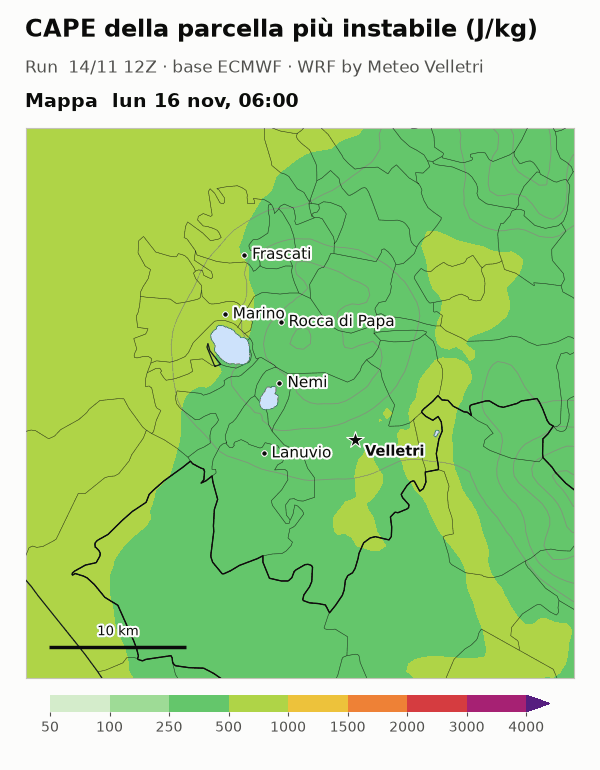 CAPE della parcella più instabile (J/kg)
Run  14/11 12Z · base ECMWF · WRF by Meteo Velletri
Mappa  lun 16 nov, 06:00
Frascati
Marino
Rocca di Papa
Nemi
Velletri
Lanuvio
10 km
50 100 250 500 1000 1500 2000 3000 4000